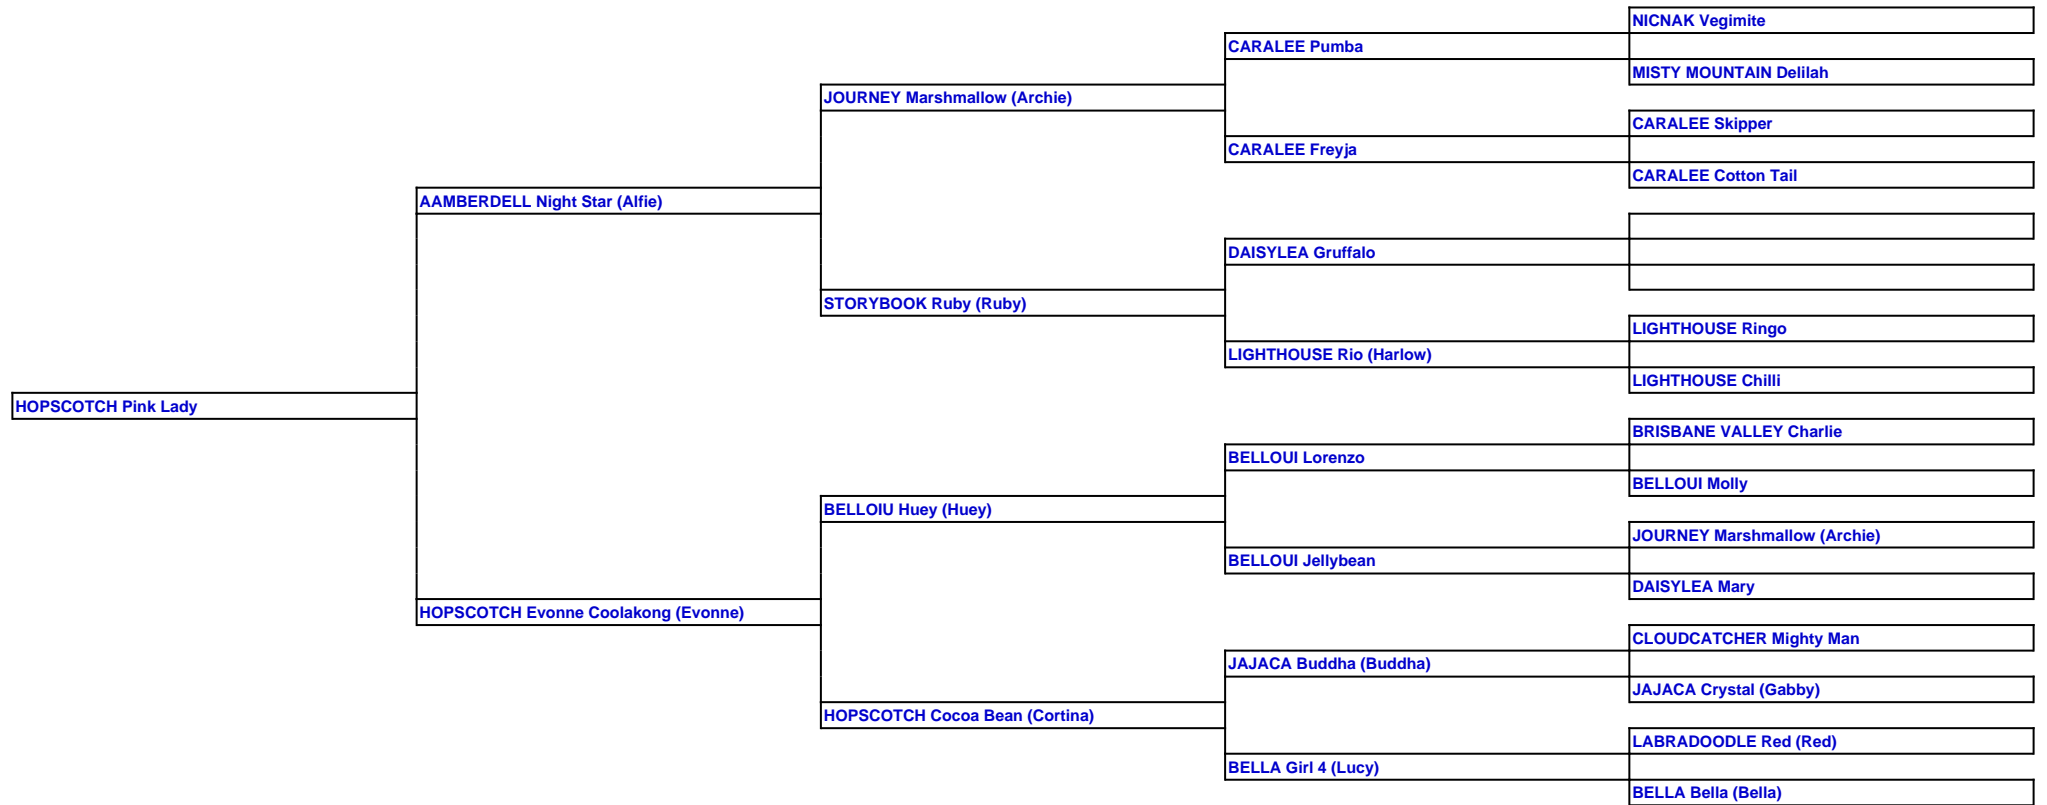 NICNAK Vegimite
CARALEE Pumba
MISTY MOUNTAIN Delilah
JOURNEY Marshmallow (Archie)
CARALEE Skipper
CARALEE Freyja
CARALEE Cotton Tail
AAMBERDELL Night Star (Alfie)
DAISYLEA Gruffalo
STORYBOOK Ruby (Ruby)
LIGHTHOUSE Ringo
LIGHTHOUSE Rio (Harlow)
LIGHTHOUSE Chilli
HOPSCOTCH Pink Lady
BRISBANE VALLEY Charlie
BELLOUI Lorenzo
BELLOUI Molly
BELLOIU Huey (Huey)
JOURNEY Marshmallow (Archie)
BELLOUI Jellybean
DAISYLEA Mary
HOPSCOTCH Evonne Coolakong (Evonne)
CLOUDCATCHER Mighty Man
JAJACA Buddha (Buddha)
JAJACA Crystal (Gabby)
HOPSCOTCH Cocoa Bean (Cortina)
LABRADOODLE Red (Red)
BELLA Girl 4 (Lucy)
BELLA Bella (Bella)